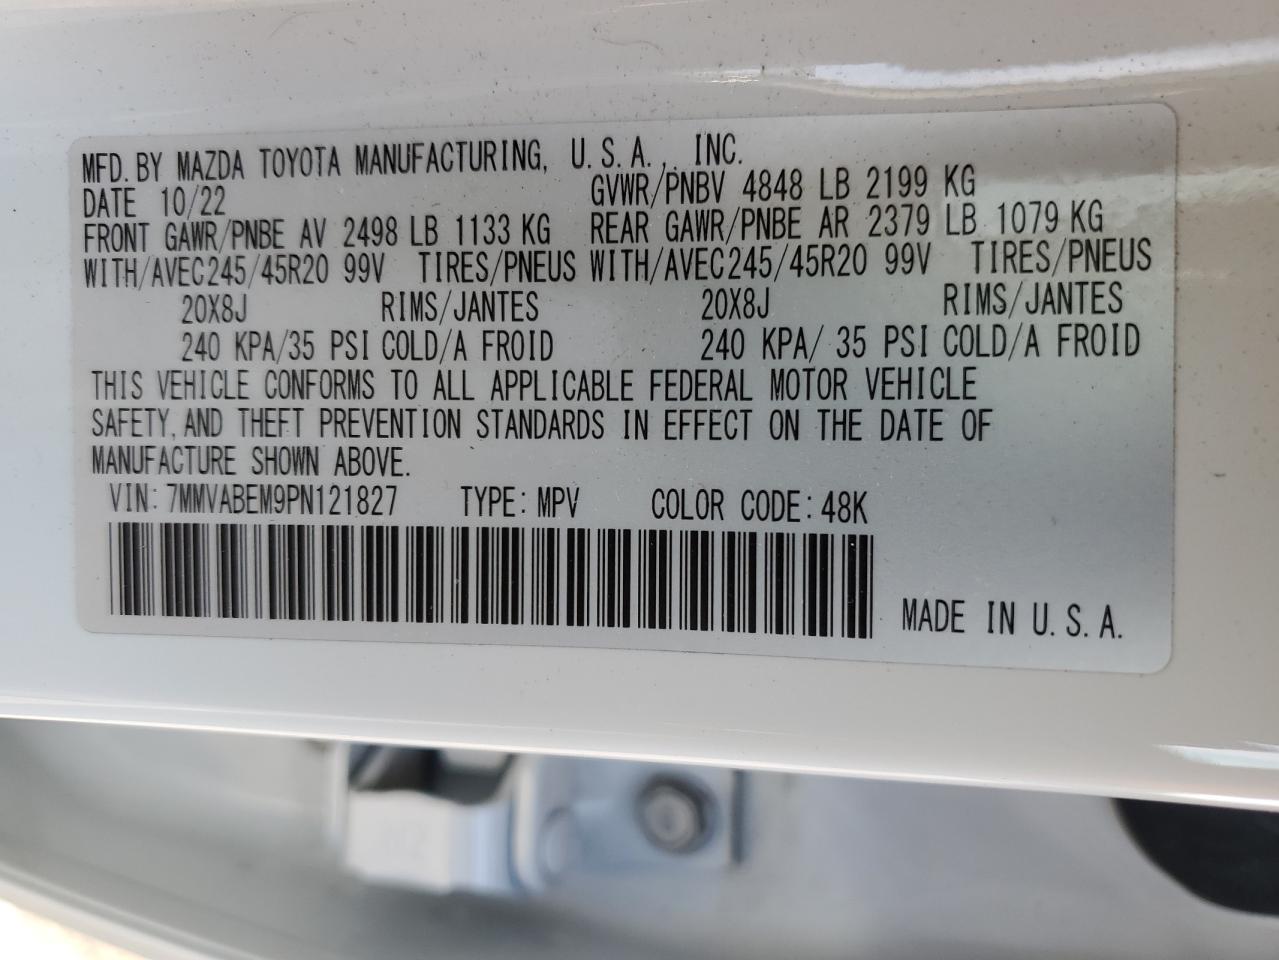 MFD. BY MAZDA TOYOTA MANUFACTURING, U.S.A., INC.
DATE 10/22 GVWR/PNBV 4848 LB 2199 KG
FRONT GAWR/PNBE AV 2498 LB 1133 KG REAR GAWR/PNBE AR 2379 LB 1079 KG
WITH/AVEC245/45R20 99V TIRES/PNEUS WITH/AVEC245/45R20 99V TIRES/PNEUS
20X8J RIMS/JANTES 20X8J RIMS/JANTES
240 KPA/35 PSI COLD/A FROID 240 KPA/ 35 PSI COLD/A FROID
THIS VEHICLE CONFORMS TO ALL APPLICABLE FEDERAL MOTOR VEHICLE
SAFETY, AND THEFT PREVENTION STANDARDS IN EFFECT ON THE DATE OF
MANUFACTURE SHOWN ABOVE.
VIN: 7MMVABEM9PN121827 TYPE: MPV COLOR CODE: 48K
MADE IN U.S.A.